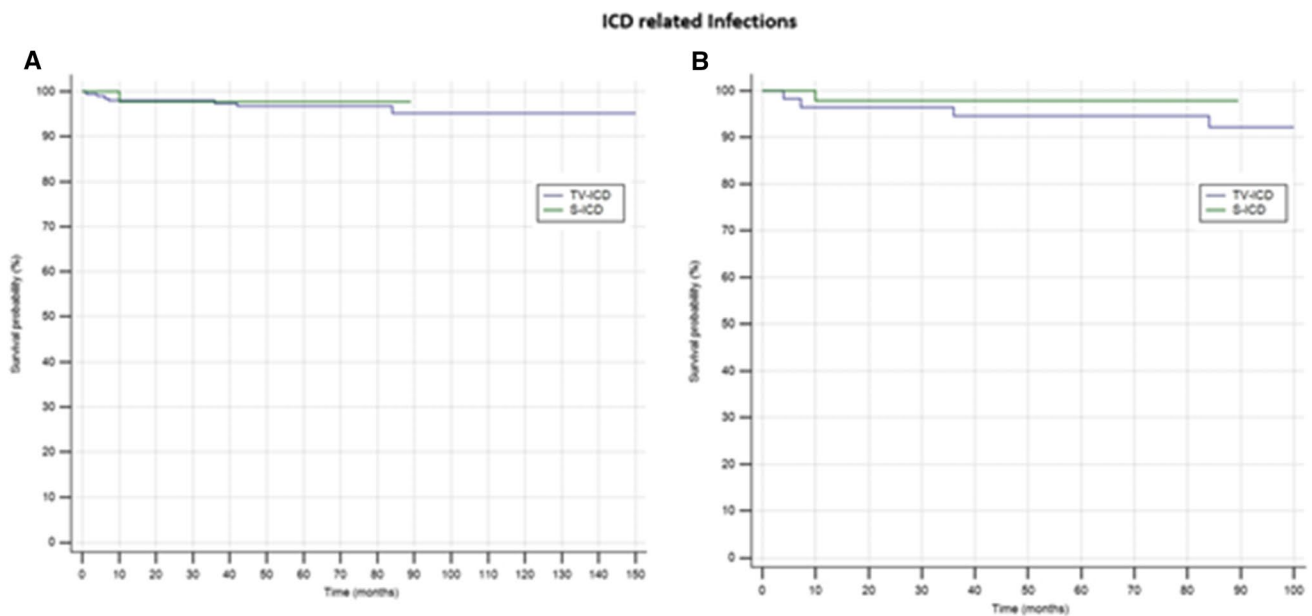 ICD related Infections
A
100
90
80
70
60
50
40
30
20
10
0
Survival probability (%)
TV-ICD
S-ICD
0 10 20 30 40 50 60 70 80 90 100 110 120 130 140 150
Time (months)
B
100
90
80
70
60
50
40
30
20
10
0
Survival probability (%)
TV-ICD
S-ICD
0 10 20 30 40 50 60 70 80 90 100
Time (months)